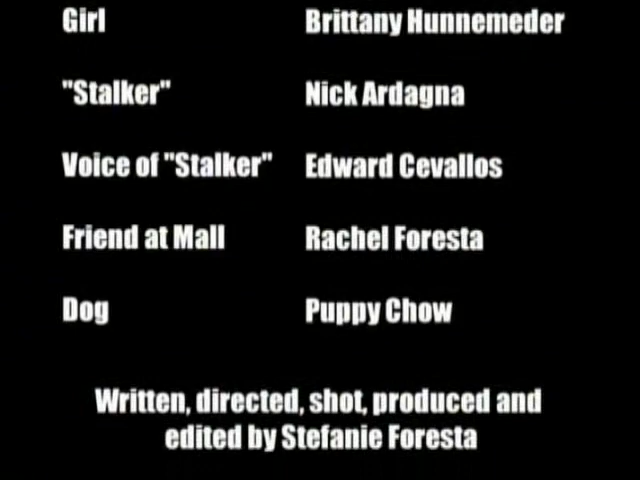 Girl Brittany Hunnemeder
"Stalker" Nick Ardagna
Voice of "Stalker" Edward Cevallos
Friend at Mall Rachel Foresta
Dog Puppy Chow
Written, directed, shot, produced and
edited by Stefanie Foresta